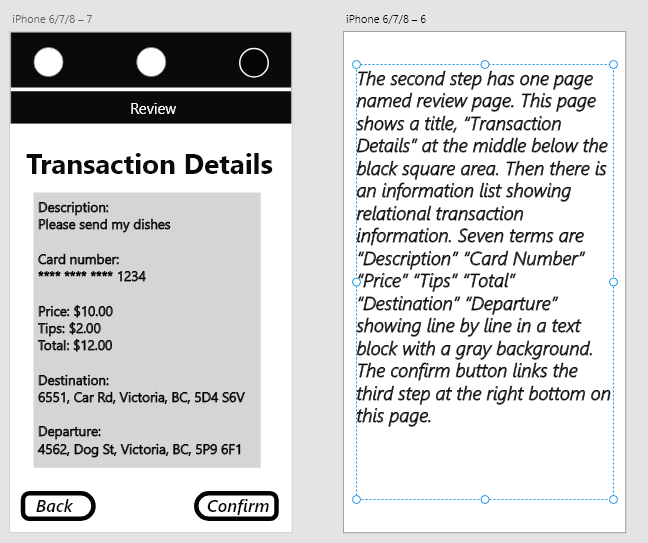 iPhone 6/7/8 – 7
Review
Transaction Details
Description:
Please send my dishes
Card number:
**** **** **** 1234
Price: $10.00
Tips: $2.00
Total: $12.00
Destination:
6551, Car Rd, Victoria, BC, 5D4 S6V
Departure:
4562, Dog St, Victoria, BC, 5P9 6F1
Back
Confirm
iPhone 6/7/8 – 6
The second step has one page
named review page. This page
shows a title, "Transaction
Details" at the middle below the
black square area. Then there is
an information list showing
relational transaction
information. Seven terms are
"Description" "Card Number"
"Price" "Tips" "Total"
"Destination" "Departure"
showing line by line in a text
block with a gray background.
The confirm button links the
third step at the right bottom on
this page.